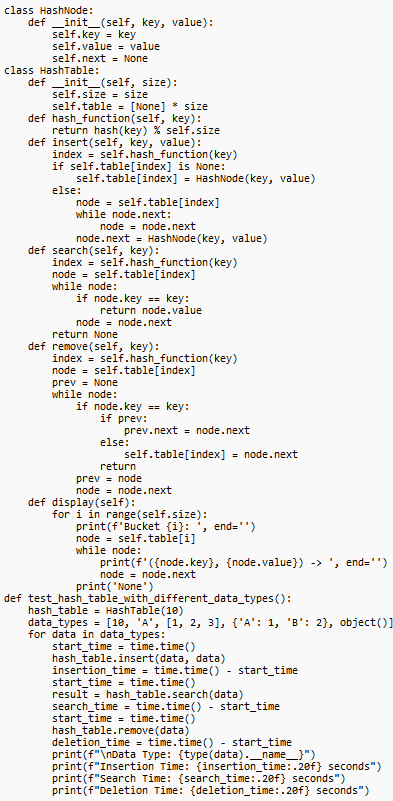 class HashNode:
    def __init__(self, key, value):
        self.key = key
        self.value = value
        self.next = None
class HashTable:
    def __init__(self, size):
        self.size = size
        self.table = [None] * size
    def hash_function(self, key):
        return hash(key) % self.size
    def insert(self, key, value):
        index = self.hash_function(key)
        if self.table[index] is None:
            self.table[index] = HashNode(key, value)
        else:
            node = self.table[index]
            while node.next:
                node = node.next
            node.next = HashNode(key, value)
    def search(self, key):
        index = self.hash_function(key)
        node = self.table[index]
        while node:
            if node.key == key:
                return node.value
            node = node.next
        return None
    def remove(self, key):
        index = self.hash_function(key)
        node = self.table[index]
        prev = None
        while node:
            if node.key == key:
                if prev:
                    prev.next = node.next
                else:
                    self.table[index] = node.next
                return
            prev = node
            node = node.next
    def display(self):
        for i in range(self.size):
            print(f'Bucket {i}: ', end='')
            node = self.table[i]
            while node:
                print(f'({node.key}, {node.value}) -> ', end='')
                node = node.next
            print('None')
def test_hash_table_with_different_data_types():
    hash_table = HashTable(10)
    data_types = [10, 'A', [1, 2, 3], {'A': 1, 'B': 2}, object()]
    for data in data_types:
        start_time = time.time()
        hash_table.insert(data, data)
        insertion_time = time.time() - start_time
        start_time = time.time()
        result = hash_table.search(data)
        search_time = time.time() - start_time
        start_time = time.time()
        hash_table.remove(data)
        deletion_time = time.time() - start_time
        print(f"\nData Type: {type(data).__name__}")
        print(f"Insertion Time: {insertion_time:.20f} seconds")
        print(f"Search Time: {search_time:.20f} seconds")
        print(f"Deletion Time: {deletion_time:.20f} seconds")